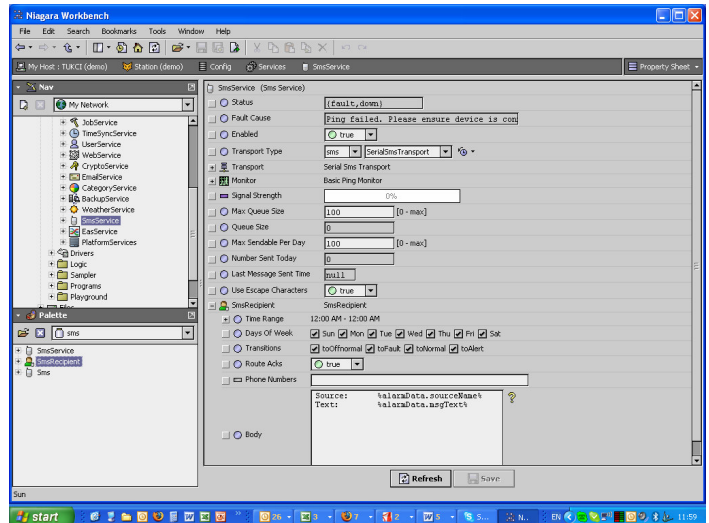 Niagara Workbench
File Edit Search Bookmarks Tools Window Help
My Host : TUKCI (demo) Station (demo) Config Services SmsService Property Sheet
Nav
My Network
JobService
TimeSyncService
UserService
WebService
CryptoService
EmailService
CategoryService
BackupService
WeatherService
SmsService
EasService
PlatformServices
Drivers
Logic
Sampler
Programs
Playground
Files
Palette
sms
SmsService
SmsRecipient
Sms
SmsService (Sms Service)
Status {fault,down}
Fault Cause Ping failed. Please ensure device is con
Enabled true
Transport Type sms SerialSmsTransport
Transport Serial Sms Transport
Monitor Basic Ping Monitor
Signal Strength 0%
Max Queue Size 100 [0 - max]
Queue Size 0
Max Sendable Per Day 100 [0 - max]
Number Sent Today 0
Last Message Sent Time null
Use Escape Characters true
SmsRecipient SmsRecipient
Time Range 12:00 AM - 12:00 AM
Days Of Week Sun Mon Tue Wed Thu Fri Sat
Transitions toOffnormal toFault toNormal toAlert
Route Acks true
Phone Numbers
Body
Source: %alarmData.sourceName%
Text: %alarmData.msgText%
Refresh Save
Sun
start 26 3 7 2 5 S... N.. EN 11:59